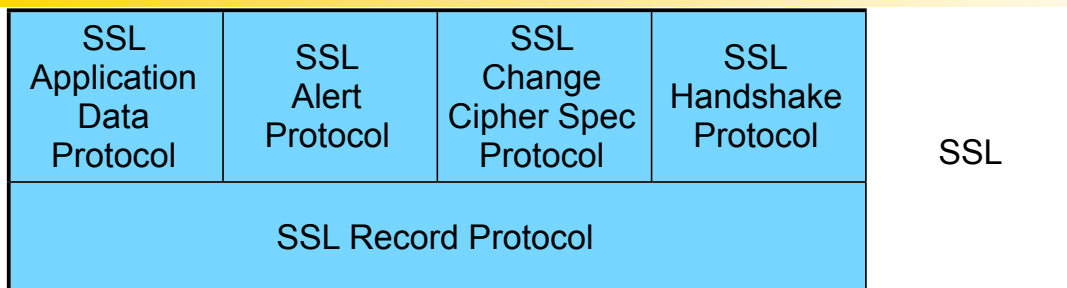 SSL
Application
Data
Protocol
SSL
Alert
Protocol
SSL
Change
Cipher Spec
Protocol
SSL
Handshake
Protocol
SSL
SSL Record Protocol